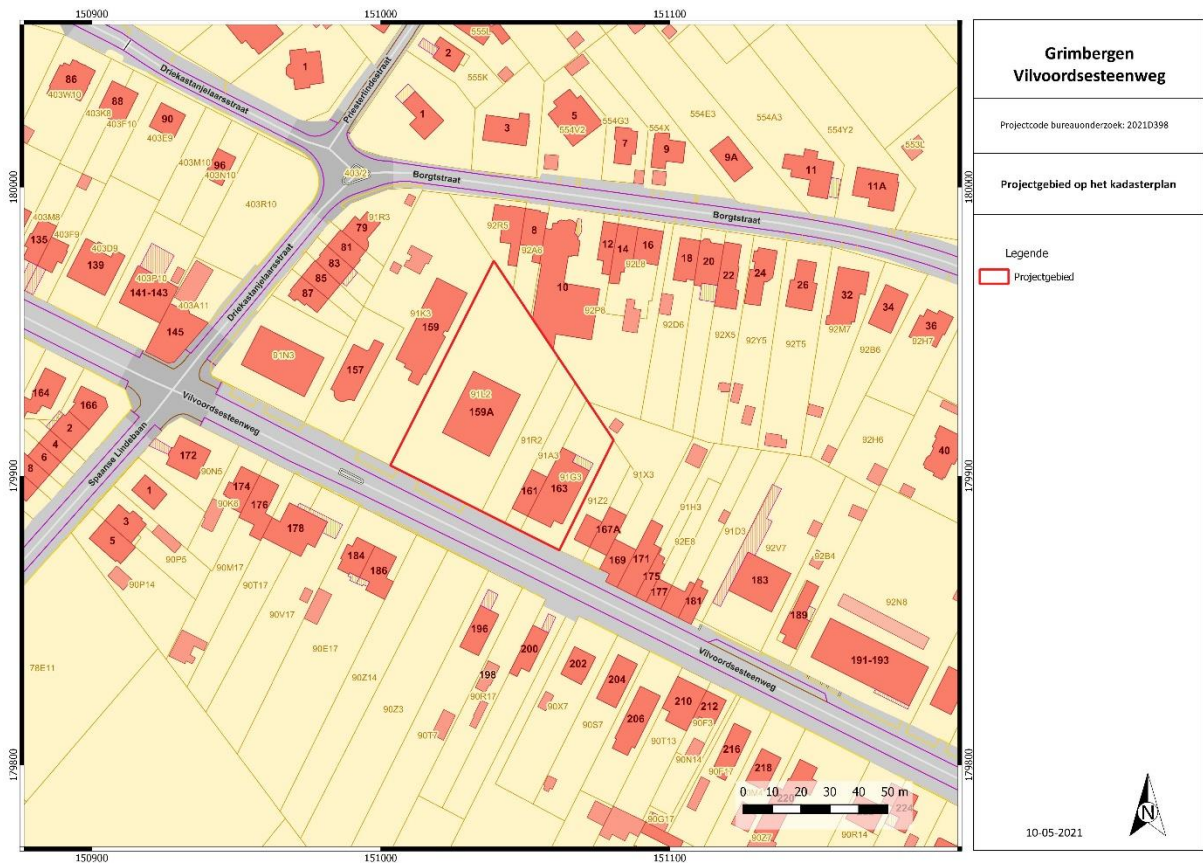 150900
151000
151100
180000
179900
179800
Driekastanjelaarsstraat
Priesterlindestraat
Borgtstraat
Borgtstraat
Driekastanjelaarsstraat
Vilvoordsesteenweg
Spaanse Lindebaan
Vilvoordsesteenweg
86
403W10
88
403K8
403F10
90
403E9
403M10
96
403N10
403R10
1
2
555L
555K
1
3
5
554V2
554G3
7
554X
9
554E3
9A
554A3
11
554Y2
11A
553L
403/2
403M8
135
403F9
403D9
139
403P10
141-143
403A11
145
91R3
79
81
83
85
87
91N3
157
91K3
159
92R5
8
92A6
10
92P8
12
14
16
92L8
18
20
22
24
26
32
34
36
92D6
92X5
92Y5
92T5
92M7
92B6
92H7
92H6
40
91L2
159A
91R2
91A3
161
163
91G3
91X3
91Z2
167A
169
171
175
177
181
91H3
92E8
91D3
92V7
183
92B4
189
92N8
191-193
164
166
2
4
6
8
172
90N5
1
3
5
90P5
90P14
174
90K6
176
178
184
186
90M17
90T17
90V17
90E17
90Z14
90Z3
78E11
196
198
200
90R17
90T7
202
90X7
204
90S7
206
210
212
90F3
90T13
90N14
216
90F17
218
220
224
90G17
90Z7
90R14
0 10 20 30 40 50 m
150900
151000
151100
Grimbergen
Vilvoordsesteenweg
Projectcode bureauonderzoek: 2021D398
Projectgebied op het kadasterplan
Legende
Projectgebied
10-05-2021
N